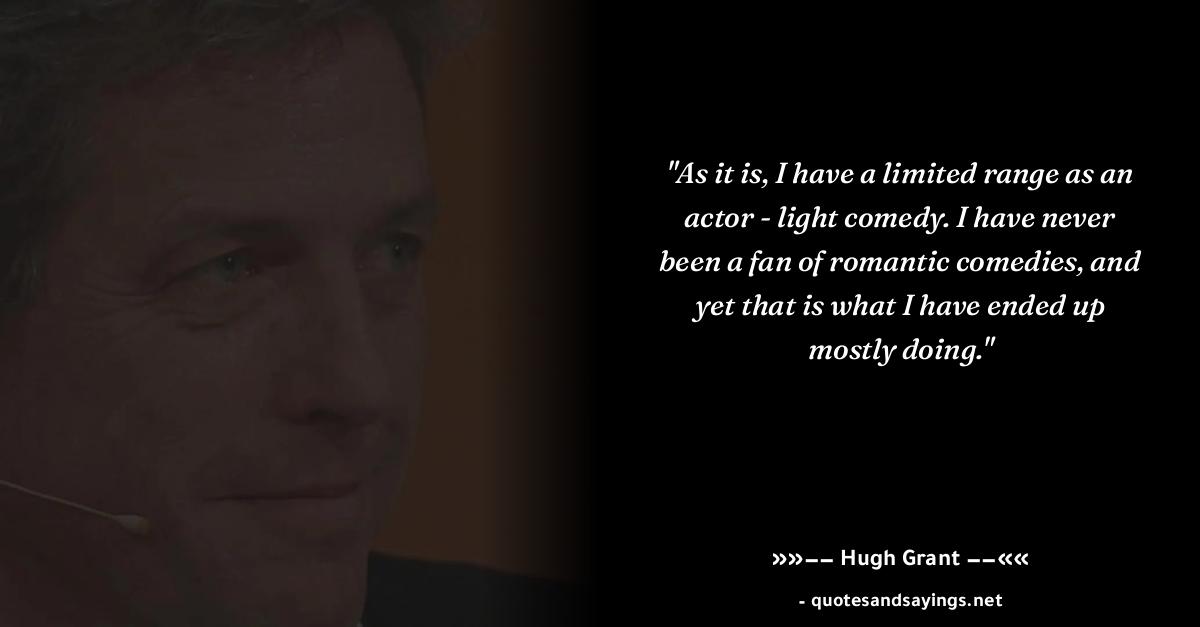 "As it is, I have a limited range as an
actor - light comedy. I have never
been a fan of romantic comedies, and
yet that is what I have ended up
mostly doing."
»»−− Hugh Grant −−««
- quotesandsayings.net